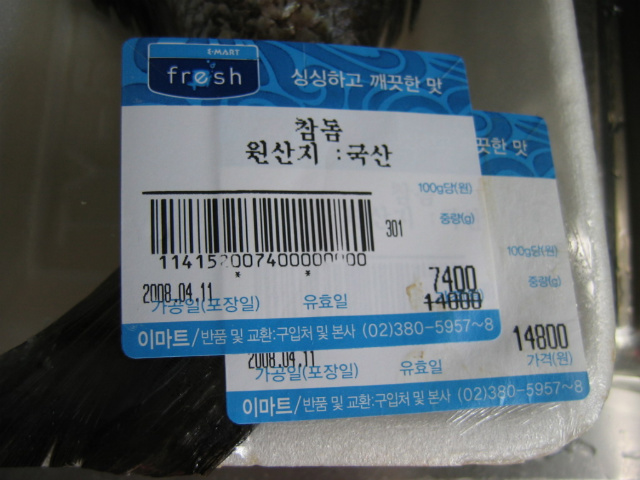 E-MART
fresh
싱싱하고 깨끗한 맛
참돔
원산지 :국산
100g당(원)
중량(g)
301
7400
14800
2008.04.11
가공일(포장일) 유효일
이마트/반품 및 교환:구입처 및 본사 (02)380-5957~8
끗한 맛
100g당(원)
중량(g)
14800
가격(원)
2008.04.11
가공일(포장일) 유효일
이마트/반품 및 교환:구입처 및 본사 (02)380-5957~8